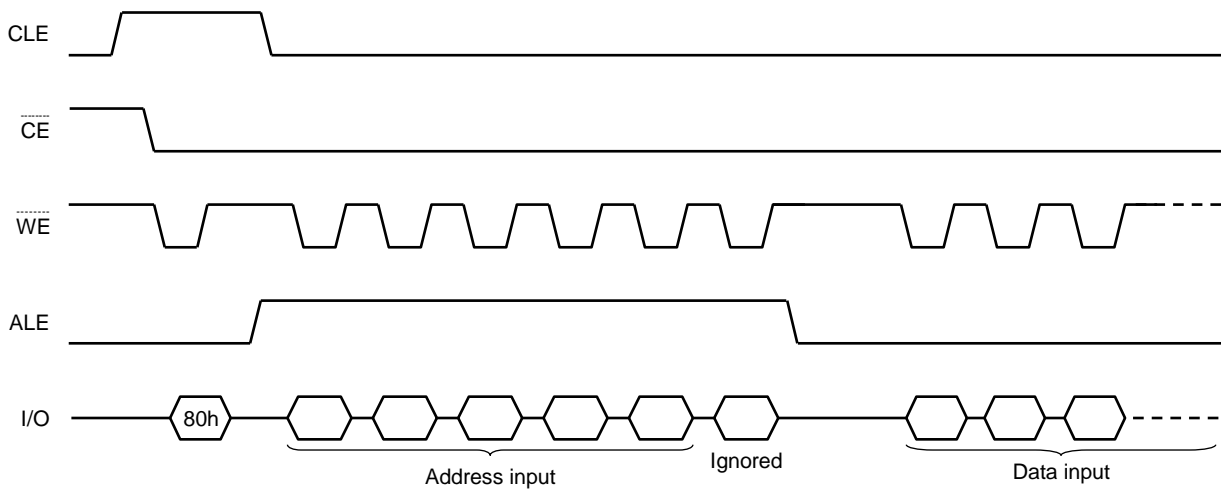 CLE
CE
WE
ALE
I/O
80h
Address input
Ignored
Data input